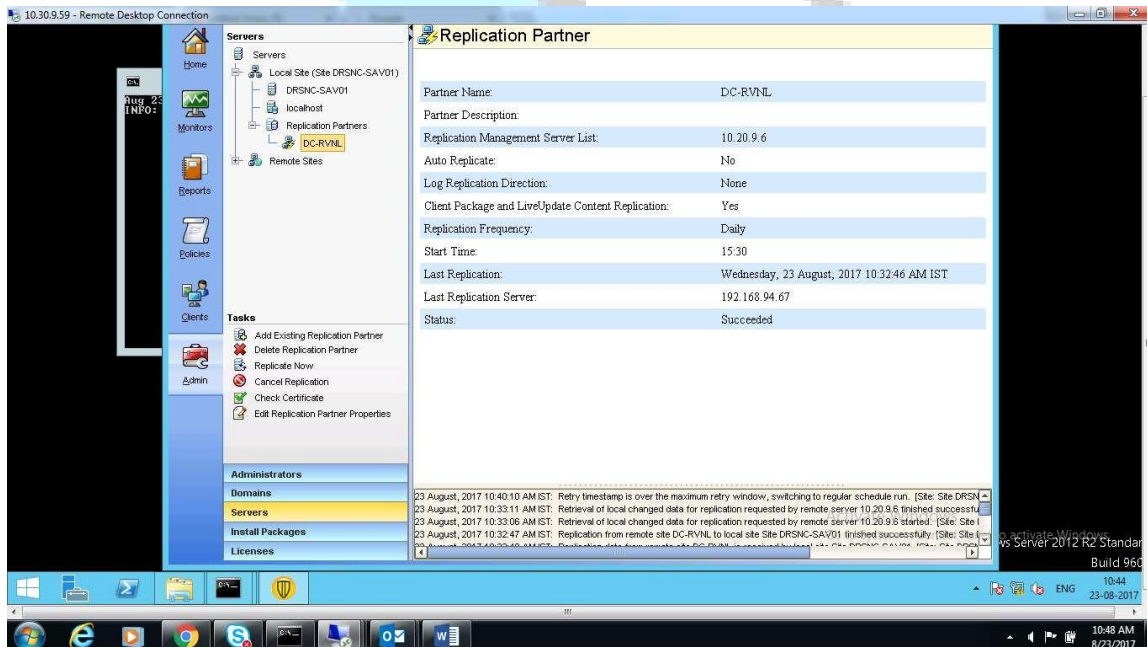 10.30.9.59 - Remote Desktop Connection
Aug 23
INFO:
Home
Monitors
Reports
Policies
Clients
Admin
Servers
Servers
Local Site (Site DRSNC-SAV01)
DRSNC-SAV01
localhost
Replication Partners
DC-RVNL
Remote Sites
Tasks
Add Existing Replication Partner
Delete Replication Partner
Replicate Now
Cancel Replication
Check Certificate
Edit Replication Partner Properties
Administrators
Domains
Servers
Install Packages
Licenses
Replication Partner
Partner Name: DC-RVNL
Partner Description:
Replication Management Server List: 10.20.9.6
Auto Replicate: No
Log Replication Direction: None
Client Package and LiveUpdate Content Replication: Yes
Replication Frequency: Daily
Start Time: 15:30
Last Replication: Wednesday, 23 August, 2017 10:32:46 AM IST
Last Replication Server: 192.168.94.67
Status: Succeeded
23 August, 2017 10:40:10 AM IST: Retry timestamp is over the maximum retry window, switching to regular schedule run. [Site: Site DRSN
23 August, 2017 10:33:11 AM IST: Retrieval of local changed data for replication requested by remote server 10.20.9.6 finished successfu
23 August, 2017 10:33:06 AM IST: Retrieval of local changed data for replication requested by remote server 10.20.9.6 started. [Site: Site
23 August, 2017 10:32:47 AM IST: Replication from remote site DC-RVNL to local site Site DRSNC-SAV01 finished successfully. [Site: Site
Activate Windows
activate Windows
Server 2012 R2 Standar
Build 960
ENG
10:44
23-08-2017
10:48 AM
8/23/2017